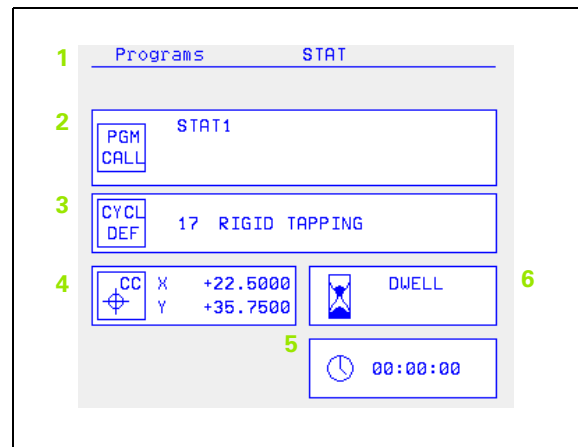 1 Programs STAT
2 PGM CALL STAT1
3 CYCL DEF 17 RIGID TAPPING
4 CC X +22.5000
Y +35.7500
DWELL 6
5 00:00:00